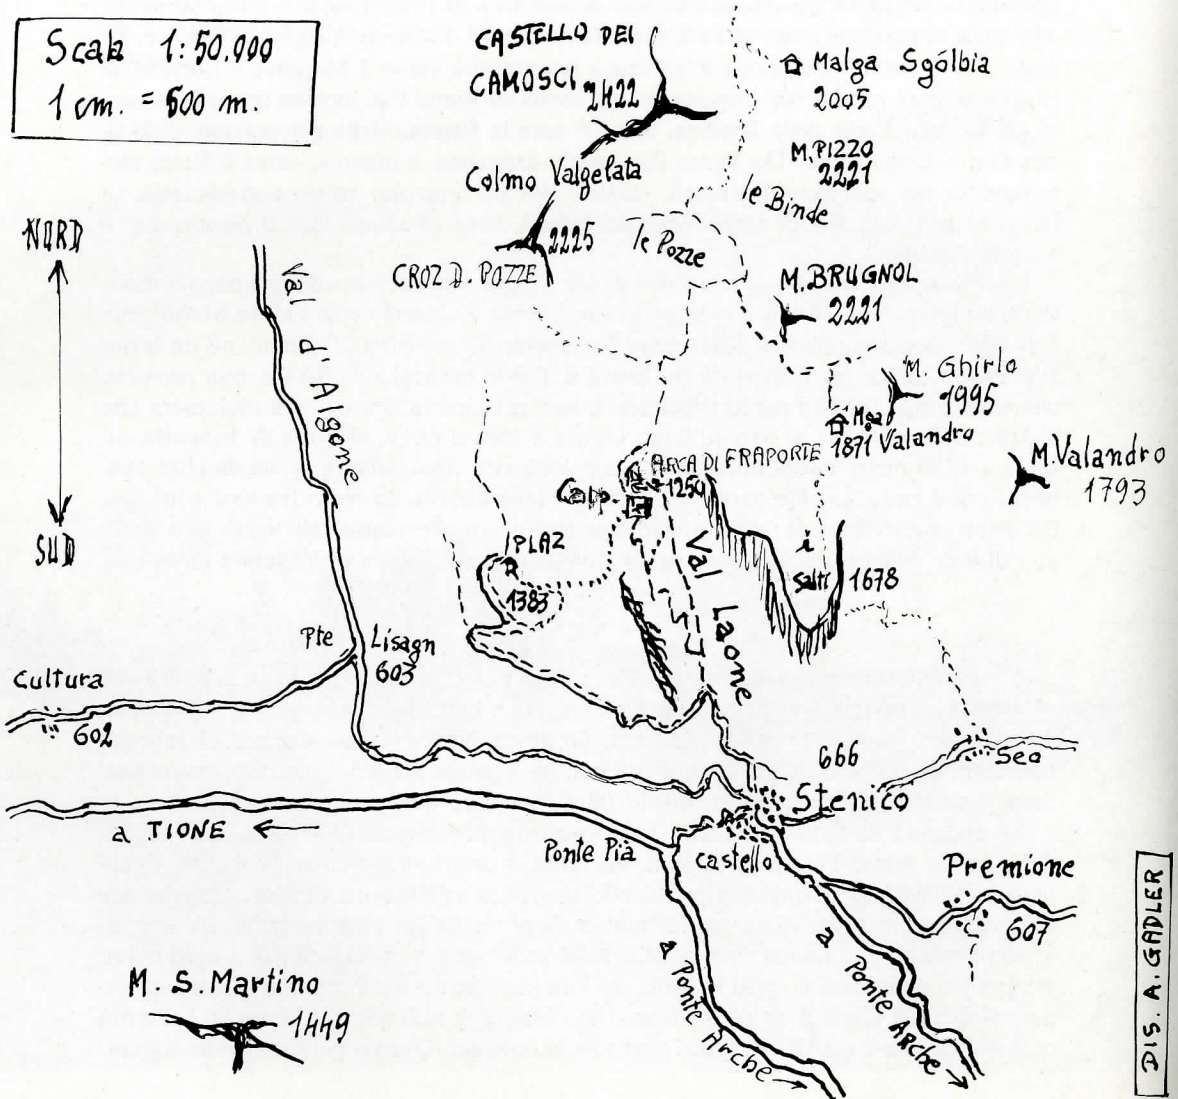 Scala 1:50.000
1 cm. = 500 m.
CASTELLO DEI
CAMOSCI 2422
Malga Sgólbia
2005
M. PIZZO
2221
Colmo Valgelata
le Binde
NORD
2225
le Pozze
CROZ D. POZZE
M. BRUGNOL
2221
Val d'Algone
M. Ghirlo
1995
Mga
1871 Valandro
M. Valandro
1793
ARCA DI FRAPORTE
1250
Cap.
SUD
PLAZ
1383
i
Salti
1678
Val Laone
Pte Lisagn
603
Cultura
602
666
Seo
Stenico
a TIONE
Ponte Pià
Castello
Premione
607
a Ponte Arche
a Ponte Arche
M. S. Martino
1449
DIS. A. GADLER